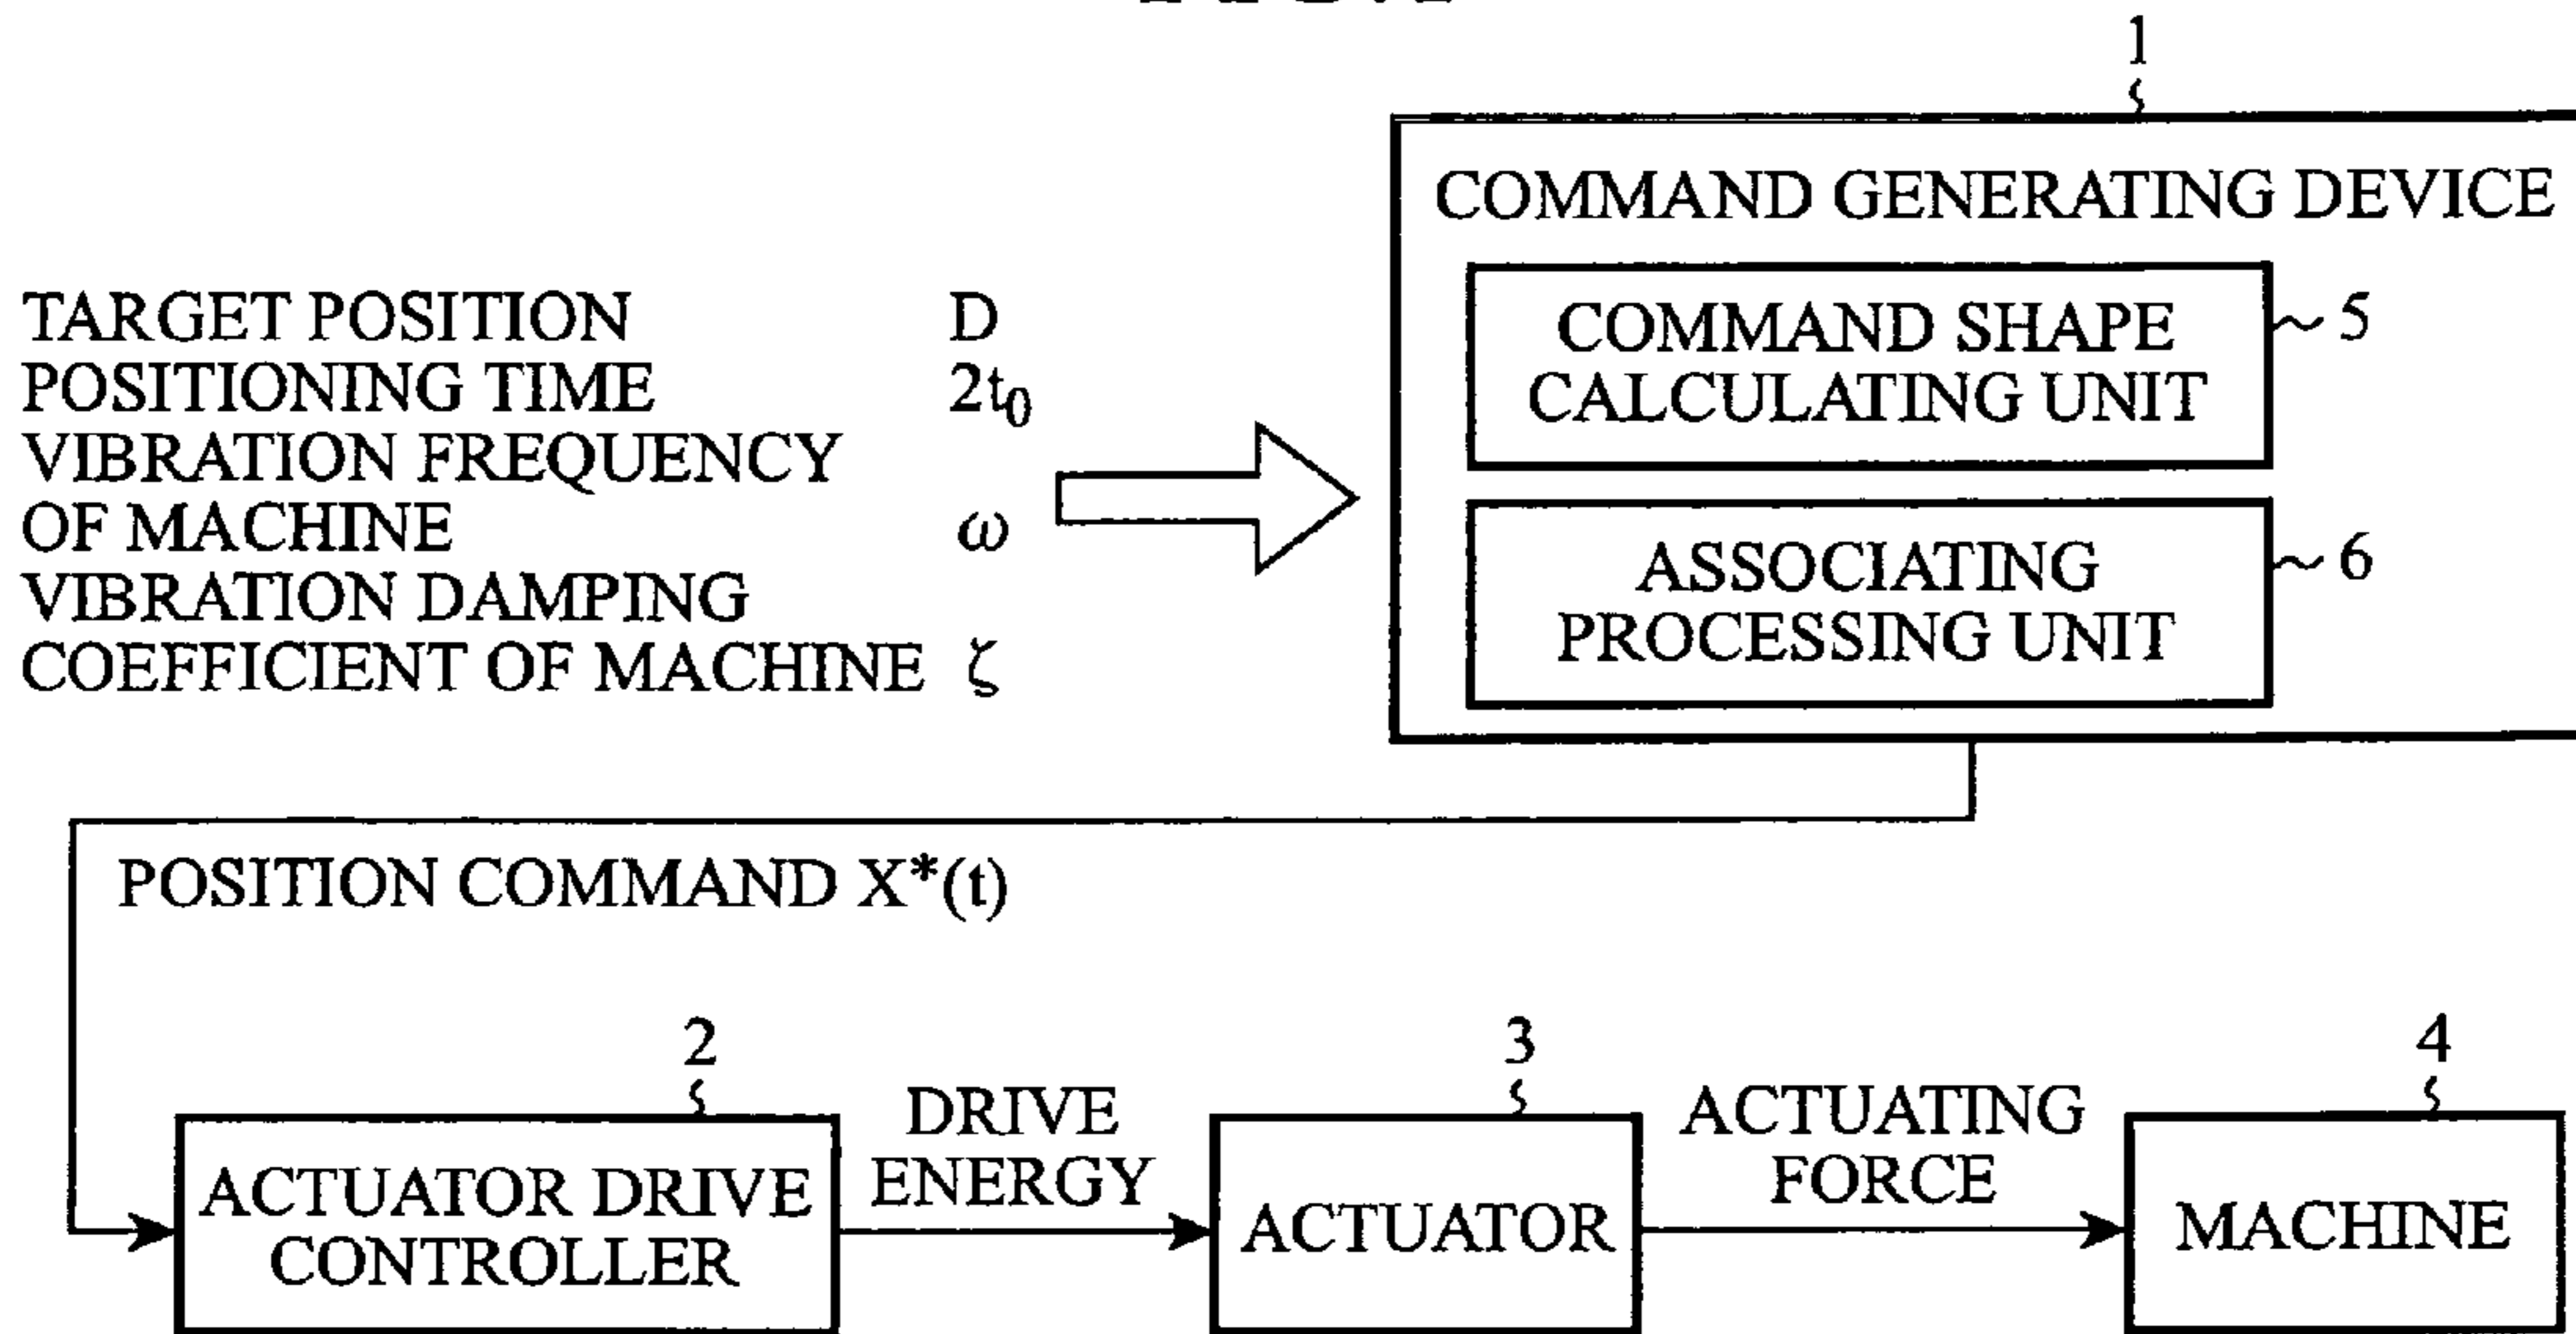 1
COMMAND GENERATING DEVICE
COMMAND SHAPE
CALCULATING UNIT
5
ASSOCIATING
PROCESSING UNIT
6
TARGET POSITION D
POSITIONING TIME 2t₀
VIBRATION FREQUENCY
OF MACHINE ω
VIBRATION DAMPING
COEFFICIENT OF MACHINE ζ
POSITION COMMAND X*(t)
2
ACTUATOR DRIVE
CONTROLLER
DRIVE
ENERGY
3
ACTUATOR
ACTUATING
FORCE
4
MACHINE